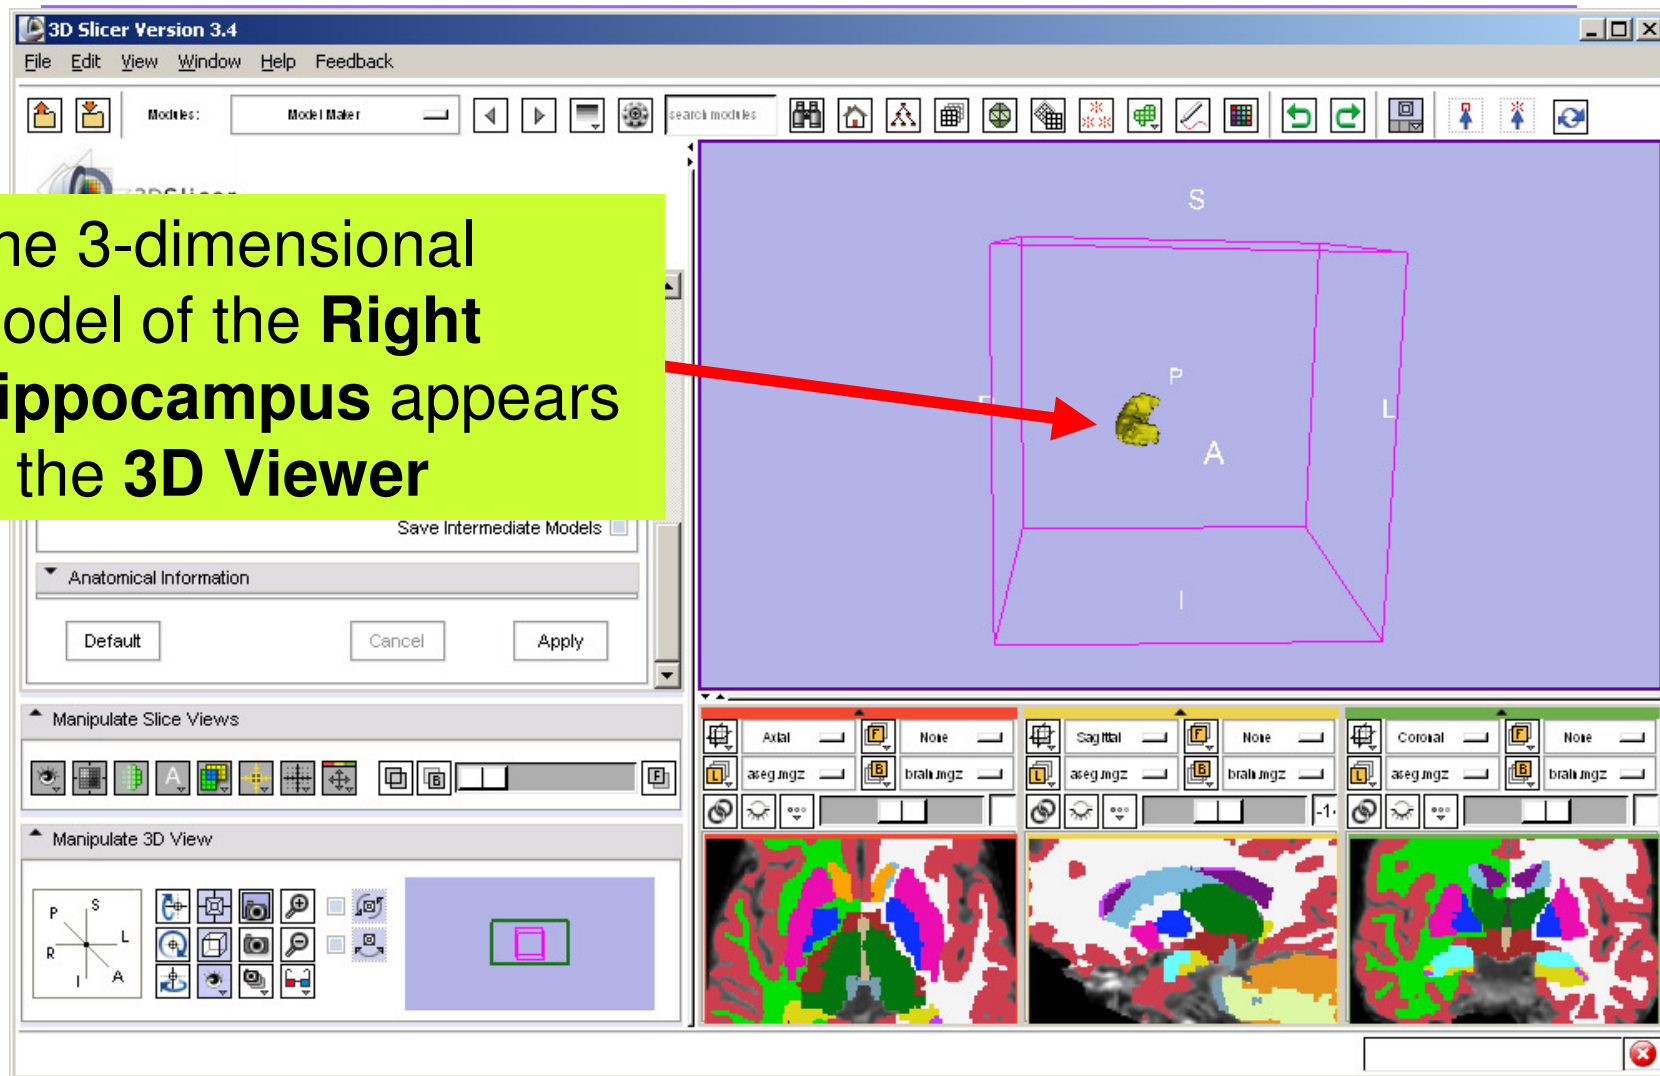 3D Slicer Version 3.4
File Edit View Window Help Feedback
Modules: Model Maker search modules
3DSlicer
he 3-dimensional
odel of the Right
ippocampus appears
the 3D Viewer
Save Intermediate Models
Anatomical Information
Default Cancel Apply
Manipulate Slice Views
A B F
Manipulate 3D View
P S
R L
I A
S
P
R L
A
I
Axial F None
L aseg.mgz B brain.mgz
Sagittal F None
L aseg.mgz B brain.mgz
-1
Coronal F None
L aseg.mgz B brain.mgz